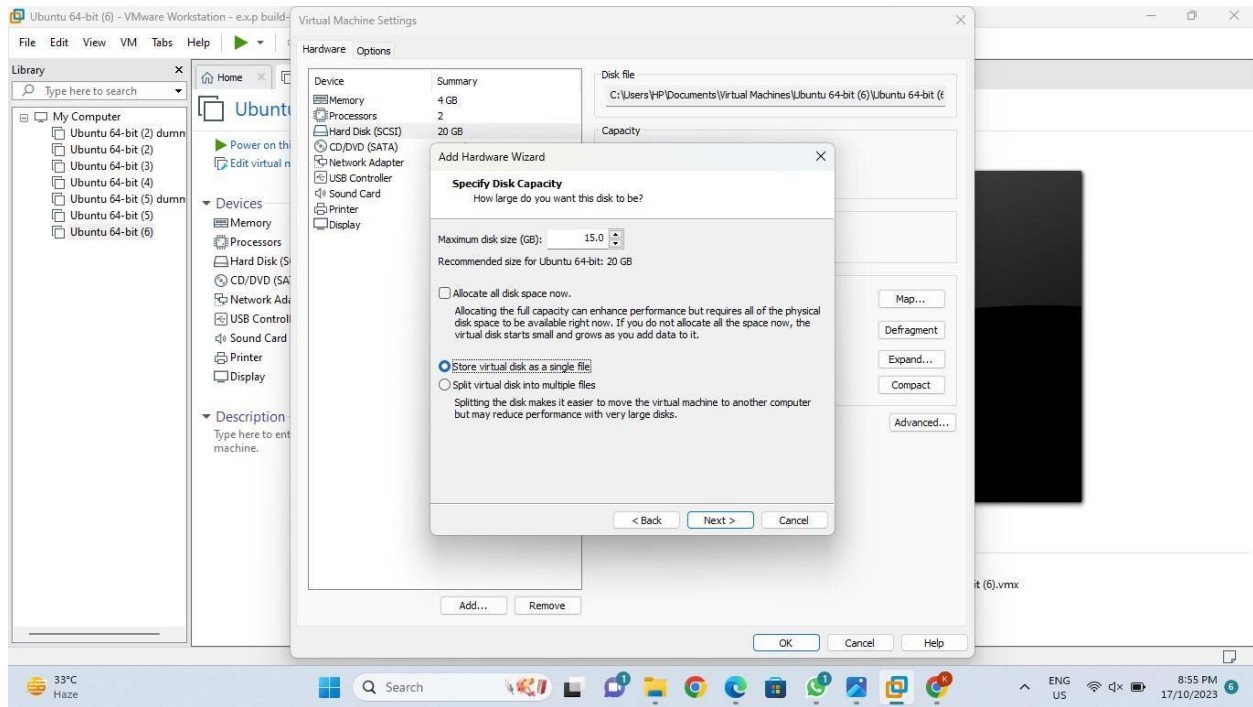 Ubuntu 64-bit (6) - VMware Workstation - e.x.p build-
File Edit View VM Tabs Help
Library
Type here to search
My Computer
Ubuntu 64-bit (2) dumn
Ubuntu 64-bit (2)
Ubuntu 64-bit (3)
Ubuntu 64-bit (4)
Ubuntu 64-bit (5) dumn
Ubuntu 64-bit (5)
Ubuntu 64-bit (6)
Home
Ubuntu
Power on th
Edit virtual n
Devices
Memory
Processors
Hard Disk (S
CD/DVD (SA
Network Ada
USB Controll
Sound Card
Printer
Display
Description
Type here to ent
machine.
Virtual Machine Settings
Hardware Options
Device Summary
Memory 4 GB
Processors 2
Hard Disk (SCSI) 20 GB
CD/DVD (SATA)
Network Adapter
USB Controller
Sound Card
Printer
Display
Add... Remove
Disk file
C:\Users\HP\Documents\Virtual Machines\Ubuntu 64-bit (6)\Ubuntu 64-bit (6
Capacity
Map...
Defragment
Expand...
Compact
Advanced...
OK Cancel Help
Add Hardware Wizard
Specify Disk Capacity
How large do you want this disk to be?
Maximum disk size (GB): 15.0
Recommended size for Ubuntu 64-bit: 20 GB
Allocate all disk space now.
Allocating the full capacity can enhance performance but requires all of the physical
disk space to be available right now. If you do not allocate all the space now, the
virtual disk starts small and grows as you add data to it.
Store virtual disk as a single file
Split virtual disk into multiple files
Splitting the disk makes it easier to move the virtual machine to another computer
but may reduce performance with very large disks.
< Back Next > Cancel
it (6).vmx
33°C
Haze
Search
1
1
K
ENG
US
8:55 PM
17/10/2023
6